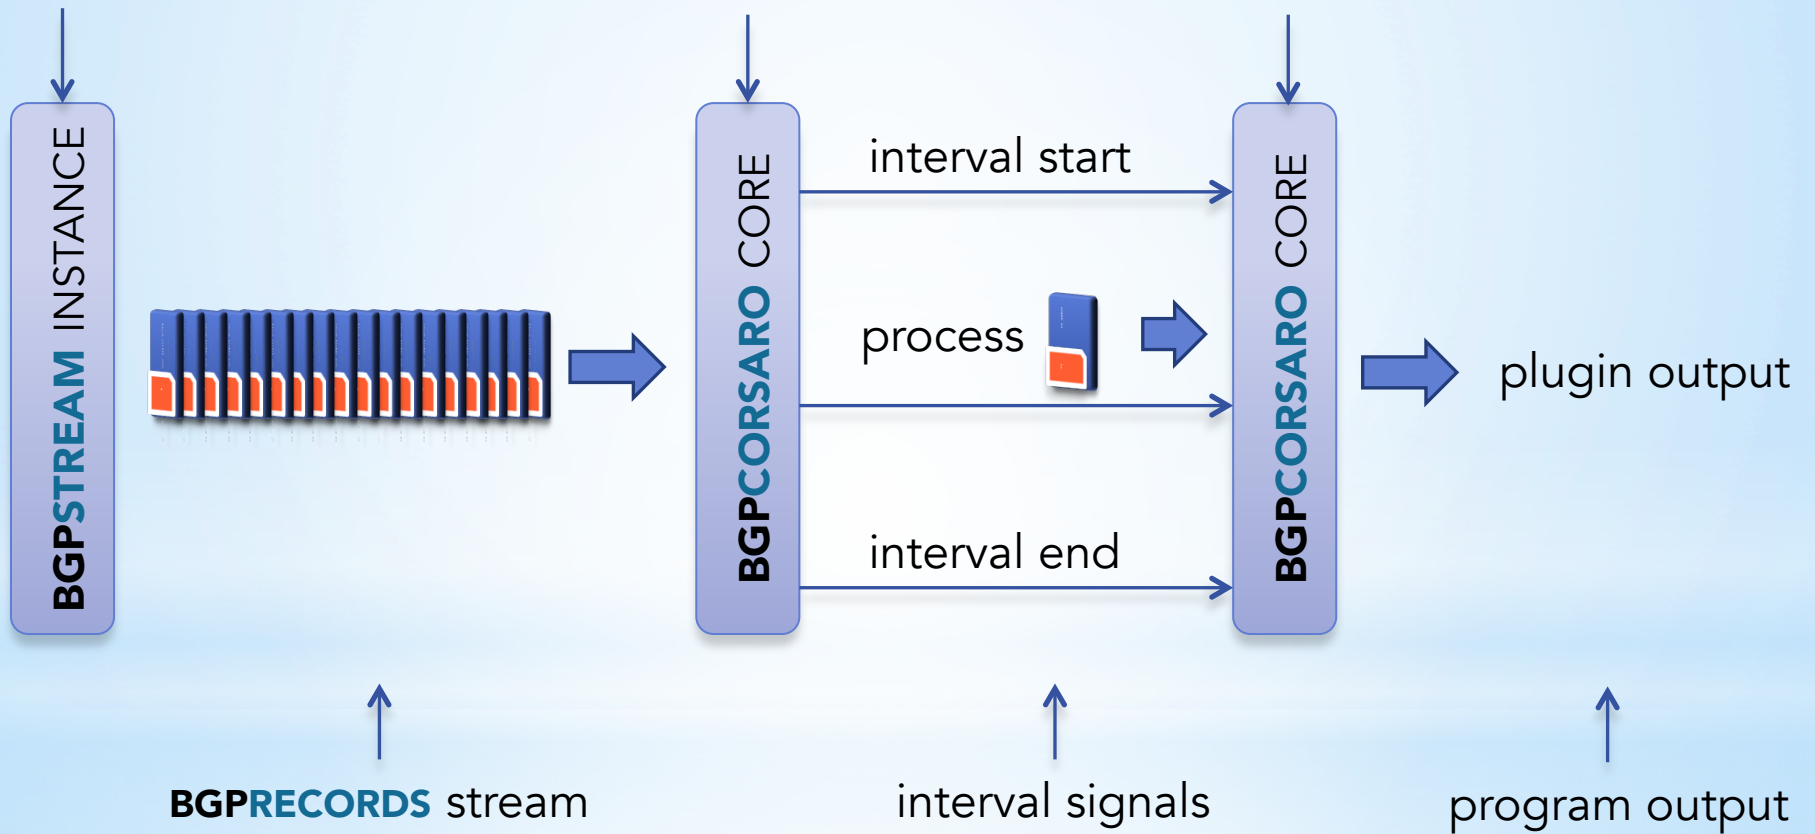 BGPSTREAM INSTANCE
BGPCORSARO CORE
interval start
process
interval end
BGPCORSARO CORE
plugin output
BGPRECORDS stream
interval signals
program output